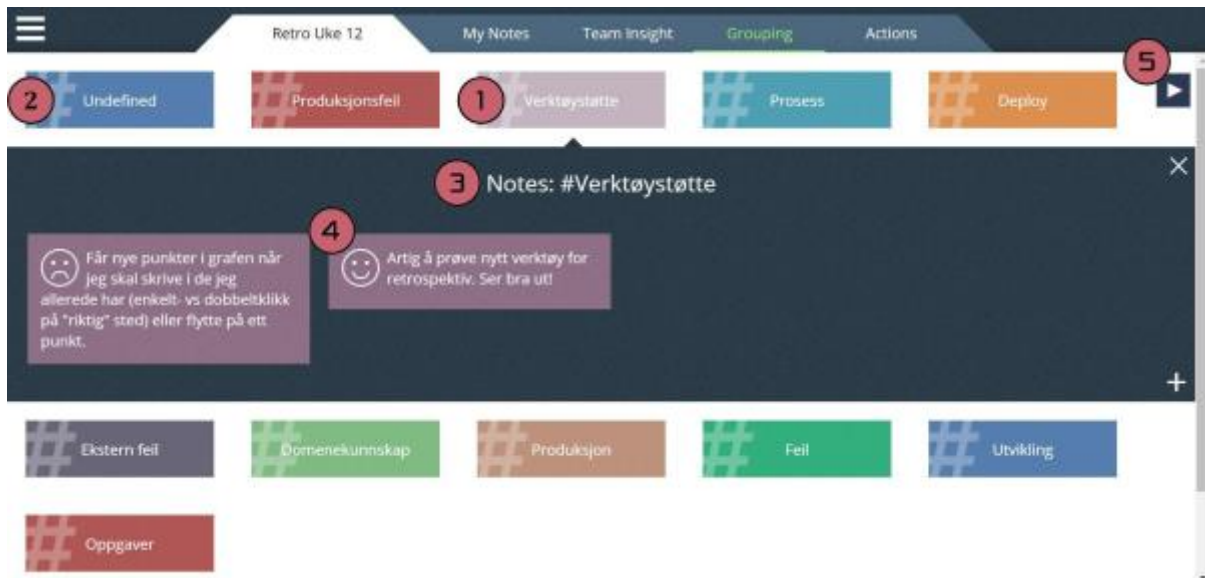 Retro Uke 12
My Notes
Team Insight
Grouping
Actions
5
2
Undefined
Produksjonsfeil
1
Verktøystøtte
Prosess
Deploy
3
Notes: #Verktøystøtte
4
Får nye punkter i grafen når
jeg skal skrive i de jeg
allerede har (enkelt- vs dobbeltklikk
på "riktig" sted) eller flytte på ett
punkt.
Artig å prøve nytt verktøy for
retrospektiv. Ser bra ut!
Ekstern feil
Domenekunnskap
Produksjon
Feil
Utvikling
Oppgaver